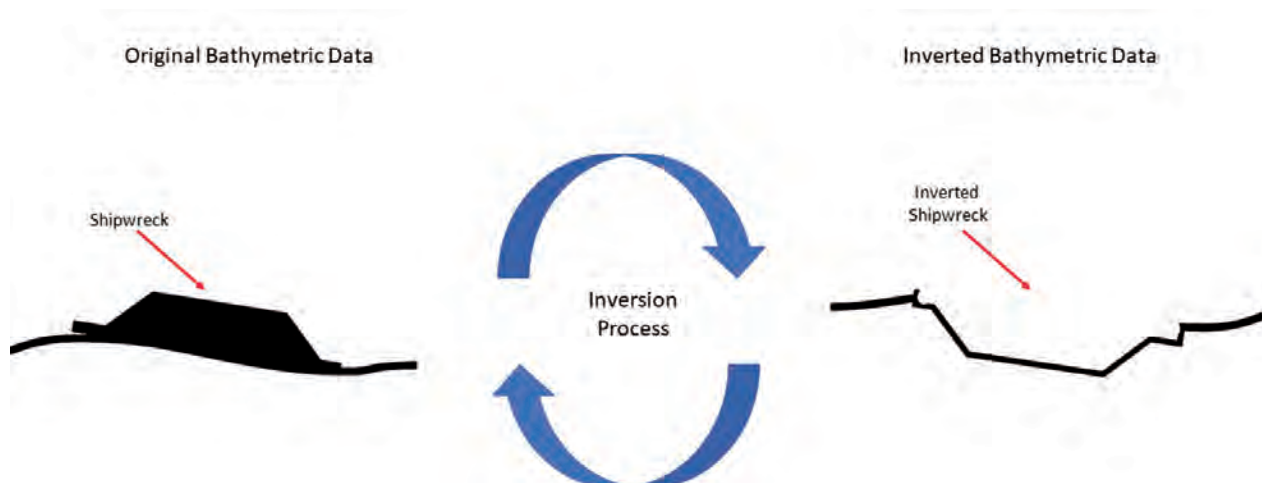 Original Bathymetric Data
Inverted Bathymetric Data
Shipwreck
Inverted
Shipwreck
Inversion
Process